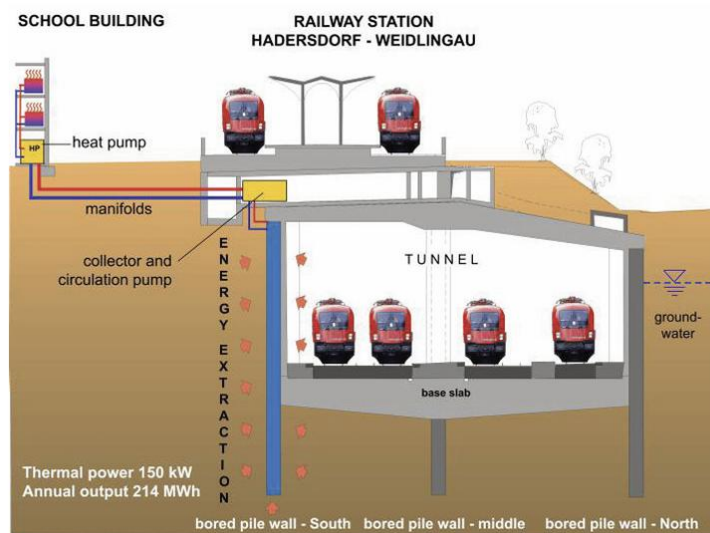 SCHOOL BUILDING
RAILWAY STATION
HADERSDORF - WEIDLINGAU
HP
heat pump
manifolds
collector and
circulation pump
ENERGY EXTRACTION
TUNNEL
ground-
water
base slab
Thermal power 150 kW
Annual output 214 MWh
bored pile wall - South
bored pile wall - middle
bored pile wall - North